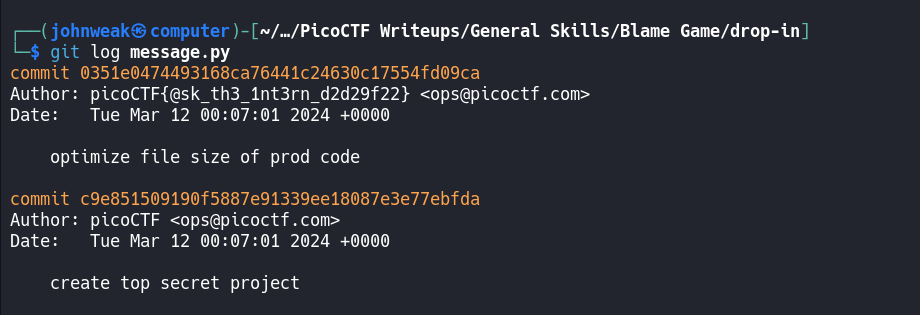 ┌──(johnweak㉿computer)-[~/…/PicoCTF Writeups/General Skills/Blame Game/drop-in]
└─$ git log message.py
commit 0351e0474493168ca76441c24630c17554fd09ca
Author: picoCTF{@sk_th3_1nt3rn_d2d29f22} <ops@picoctf.com>
Date:   Tue Mar 12 00:07:01 2024 +0000
    optimize file size of prod code
commit c9e851509190f5887e91339ee18087e3e77ebfda
Author: picoCTF <ops@picoctf.com>
Date:   Tue Mar 12 00:07:01 2024 +0000
    create top secret project